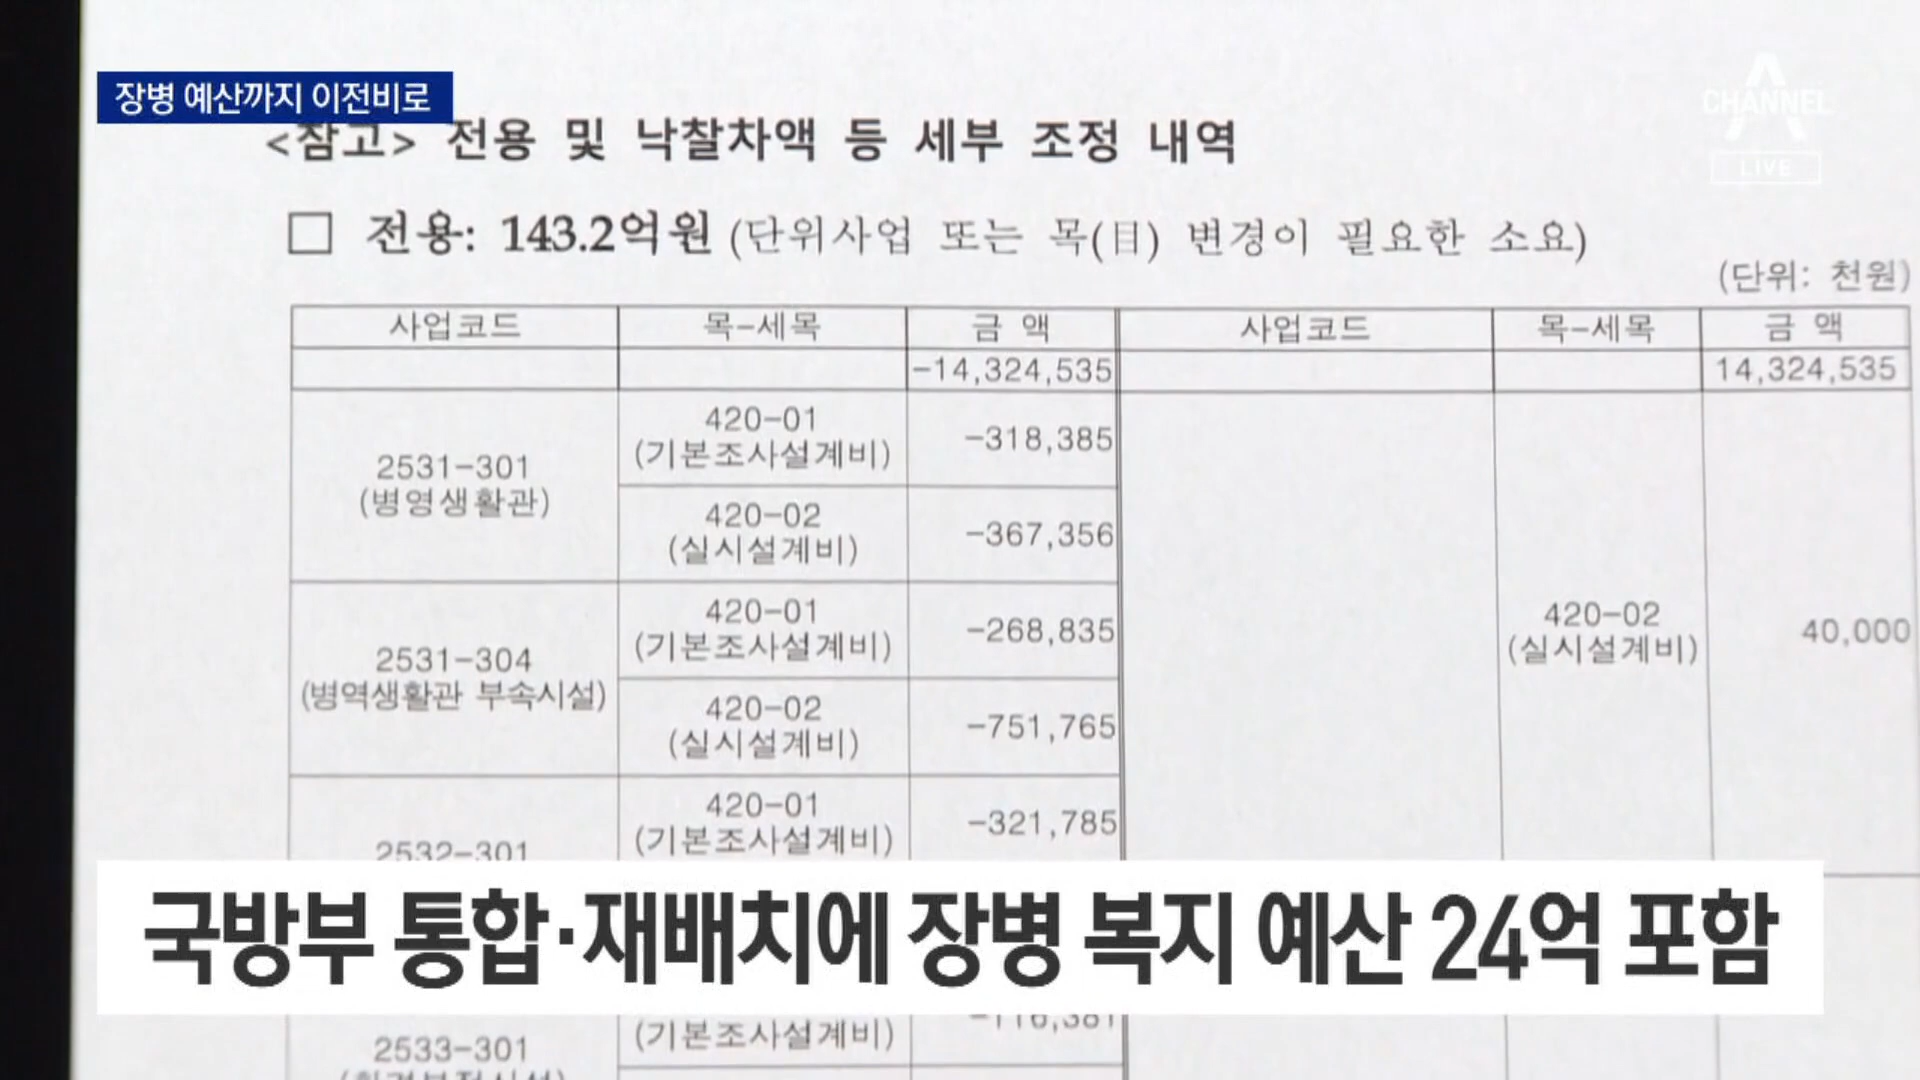 장병 예산까지 이전비로
CHANNEL A
LIVE
<참고> 전용 및 낙찰차액 등 세부 조정 내역
□ 전용: 143.2억원 (단위사업 또는 목(目) 변경이 필요한 소요)
(단위: 천원)
사업코드 목-세목 금 액 사업코드 목-세목 금 액
-14,324,535 14,324,535
2531-301
(병영생활관)
420-01
(기본조사설계비)
-318,385
420-02
(실시설계비)
-367,356
2531-304
(병역생활관 부속시설)
420-01
(기본조사설계비)
-268,835
420-02
(실시설계비)
-751,765
420-02
(실시설계비)
40,000
2532-301
420-01
(기본조사설계비)
-321,785
국방부 통합·재배치에 장병 복지 예산 24억 포함
2533-301
(기본조사설계비)
-116,381